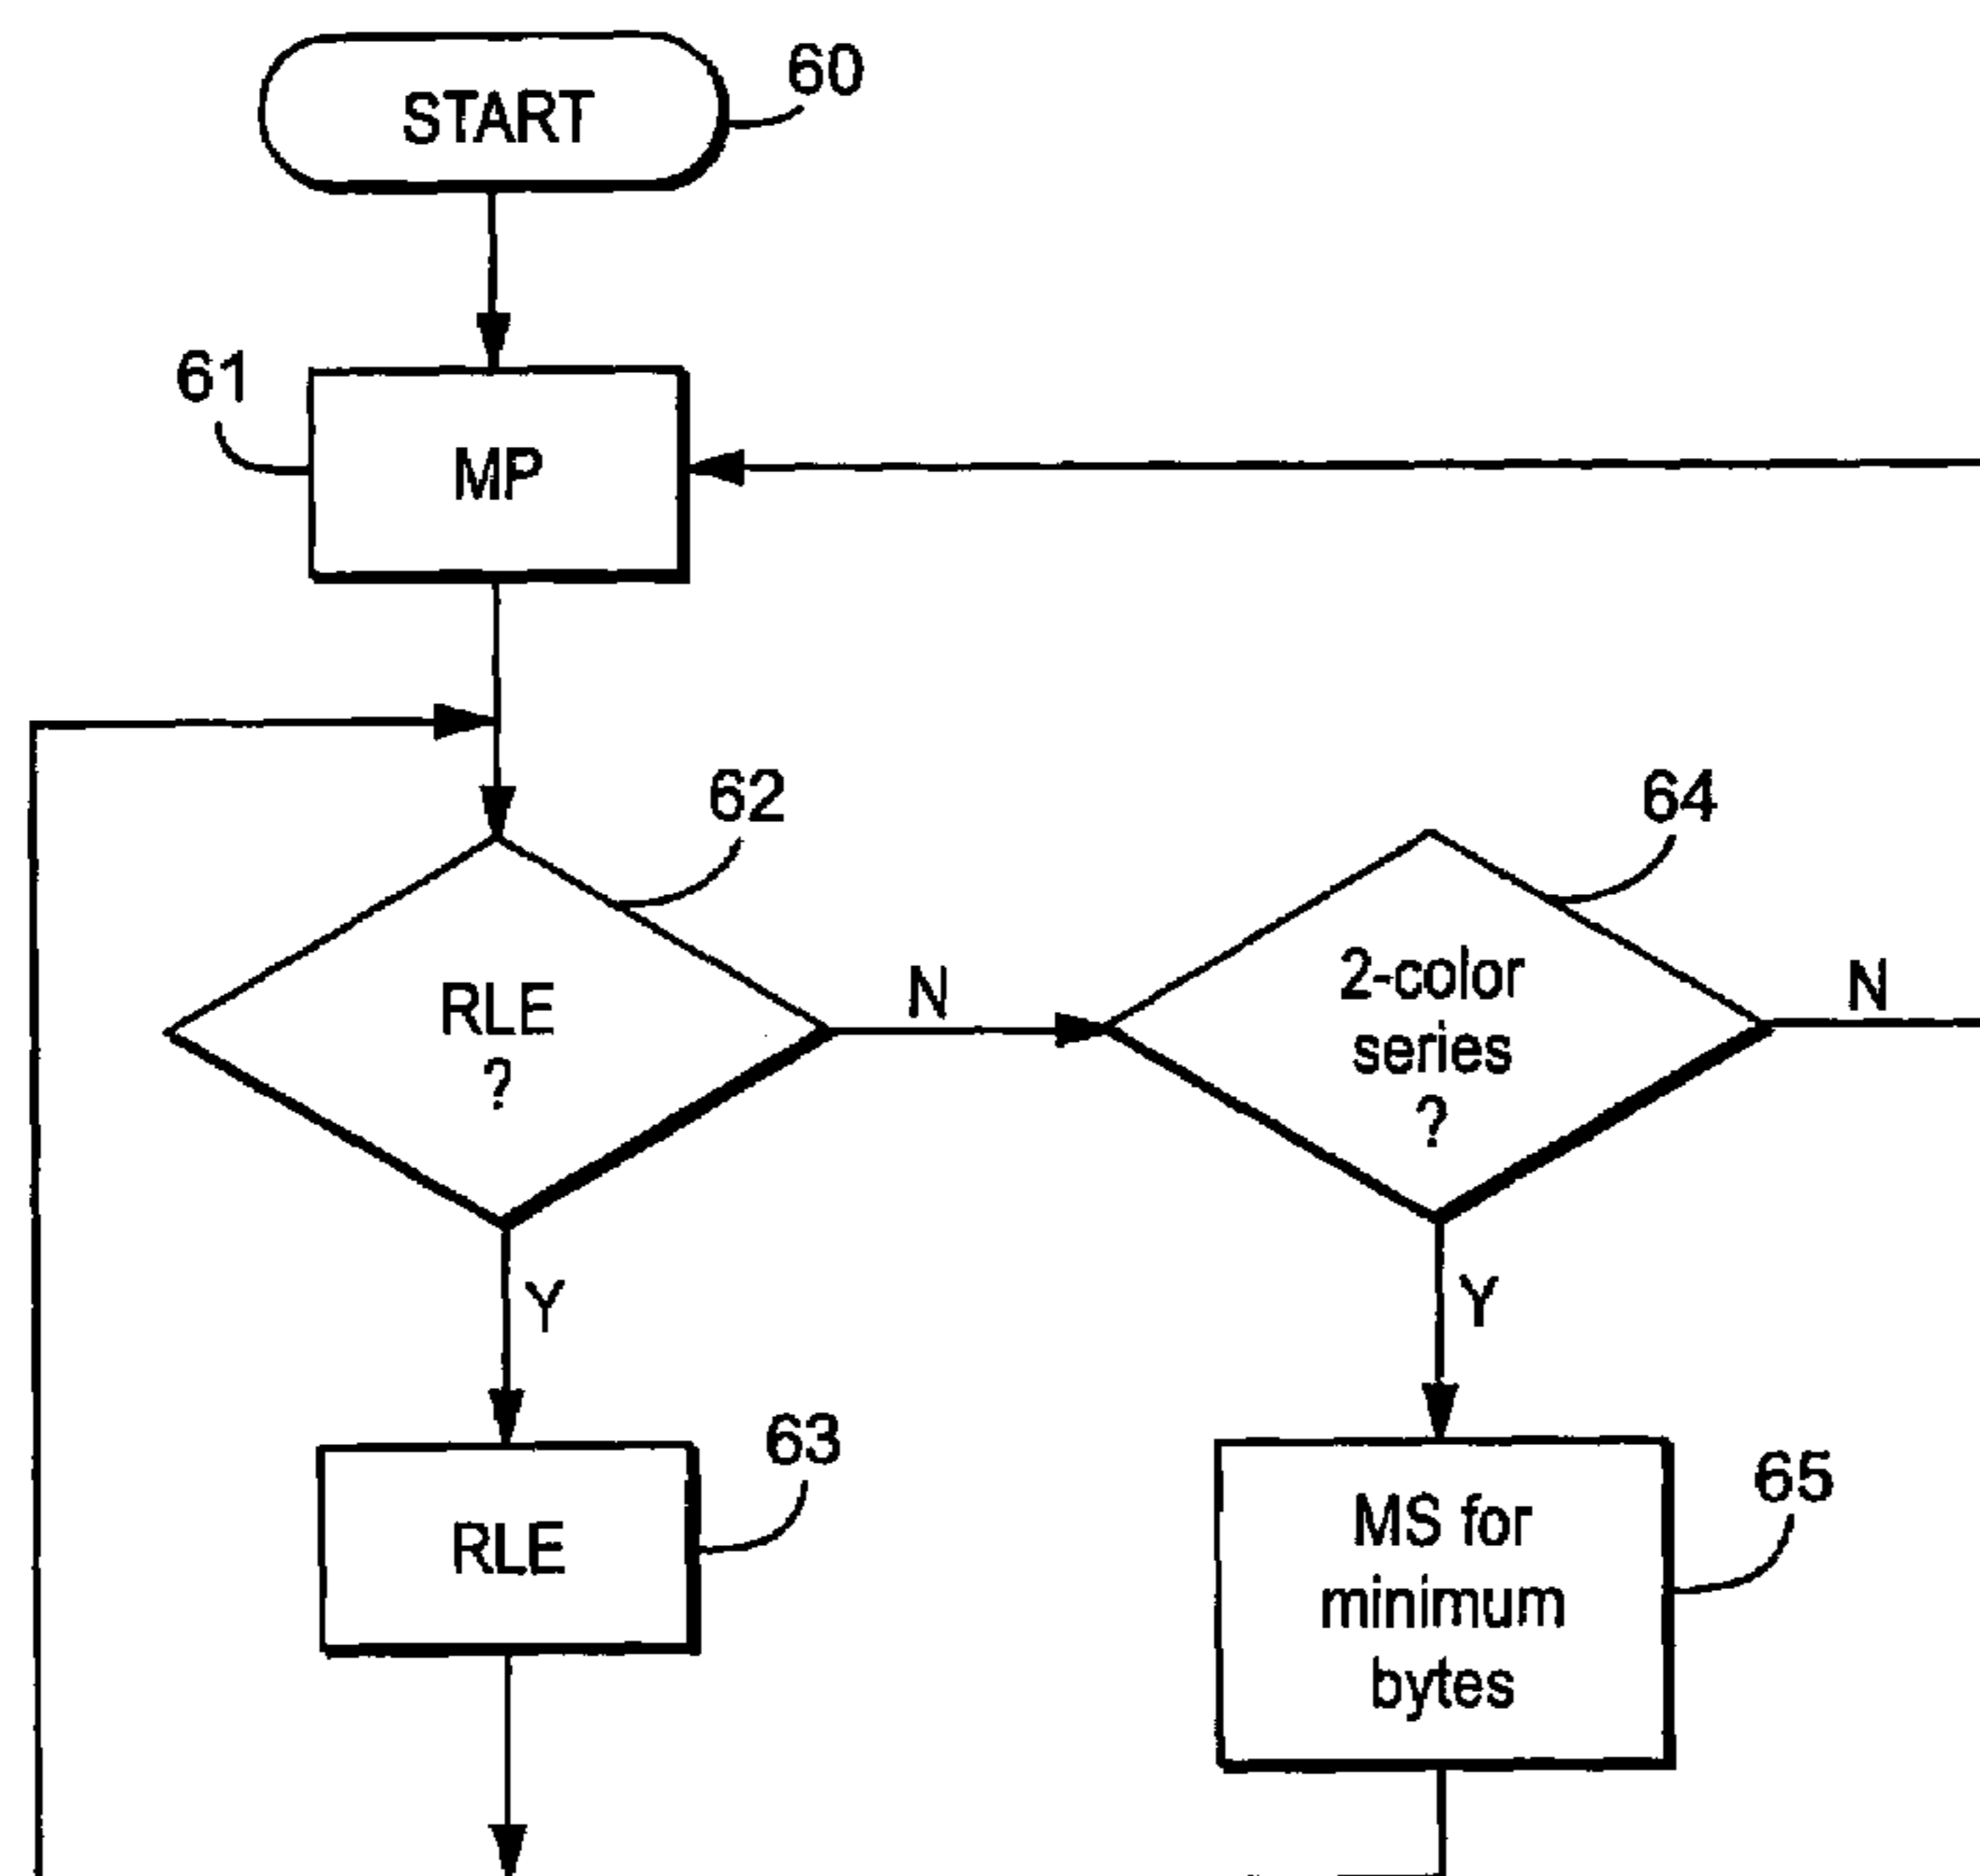 START
60
61
MP
62
64
RLE
?
N
2-color
series
?
N
Y
Y
RLE
63
MS for
minimum
bytes
65